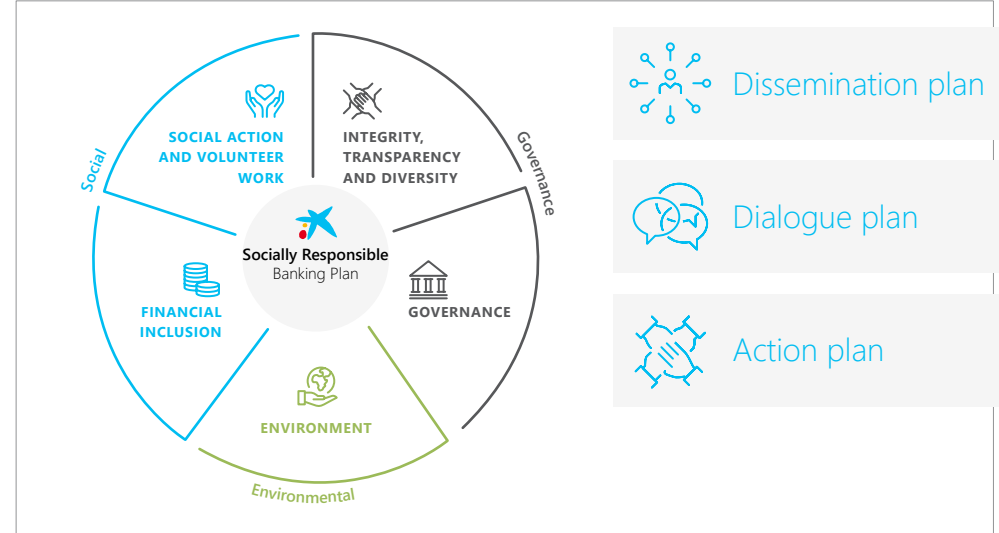 Social
SOCIAL ACTION
AND VOLUNTEER
WORK
INTEGRITY,
TRANSPARENCY
AND DIVERSITY
Governance
Socially Responsible
Banking Plan
FINANCIAL
INCLUSION
GOVERNANCE
ENVIRONMENT
Environmental
Dissemination plan
Dialogue plan
Action plan